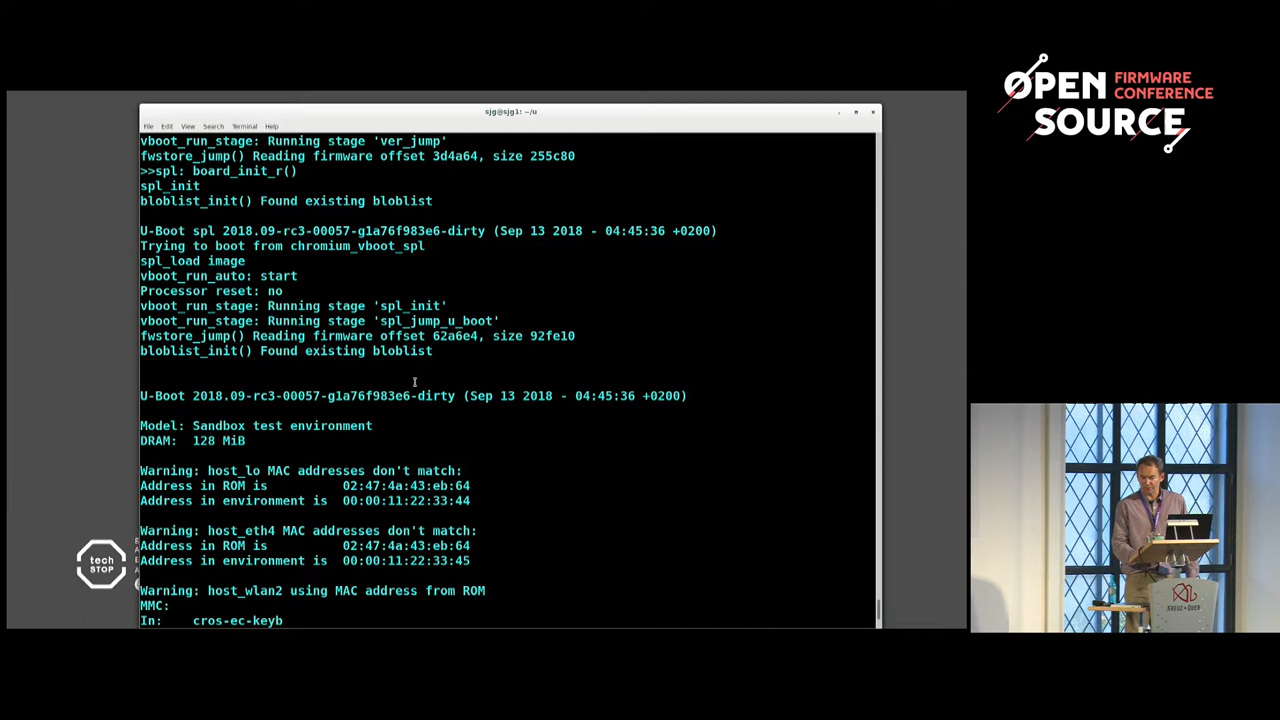 OPEN
FIRMWARE
CONFERENCE
SOURCE
sjg@sjg1: ~/u
File Edit View Search Terminal Help
vboot_run_stage: Running stage 'ver_jump'
fwstore_jump() Reading firmware offset 3d4a64, size 255c80
>>spl: board_init_r()
spl_init
bloblist_init() Found existing bloblist
U-Boot spl 2018.09-rc3-00057-g1a76f983e6-dirty (Sep 13 2018 - 04:45:36 +0200)
Trying to boot from chromium_vboot_spl
spl_load image
vboot_run_auto: start
Processor reset: no
vboot_run_stage: Running stage 'spl_init'
vboot_run_stage: Running stage 'spl_jump_u_boot'
fwstore_jump() Reading firmware offset 62a6e4, size 92fe10
bloblist_init() Found existing bloblist
U-Boot 2018.09-rc3-00057-g1a76f983e6-dirty (Sep 13 2018 - 04:45:36 +0200)
Model: Sandbox test environment
DRAM:  128 MiB
Warning: host_lo MAC addresses don't match:
Address in ROM is          02:47:4a:43:eb:64
Address in environment is  00:00:11:22:33:44
Warning: host_eth4 MAC addresses don't match:
Address in ROM is          02:47:4a:43:eb:64
Address in environment is  00:00:11:22:33:45
Warning: host_wlan2 using MAC address from ROM
MMC:
In:    cros-ec-keyb
tech
STOP
KREUZ+QUER